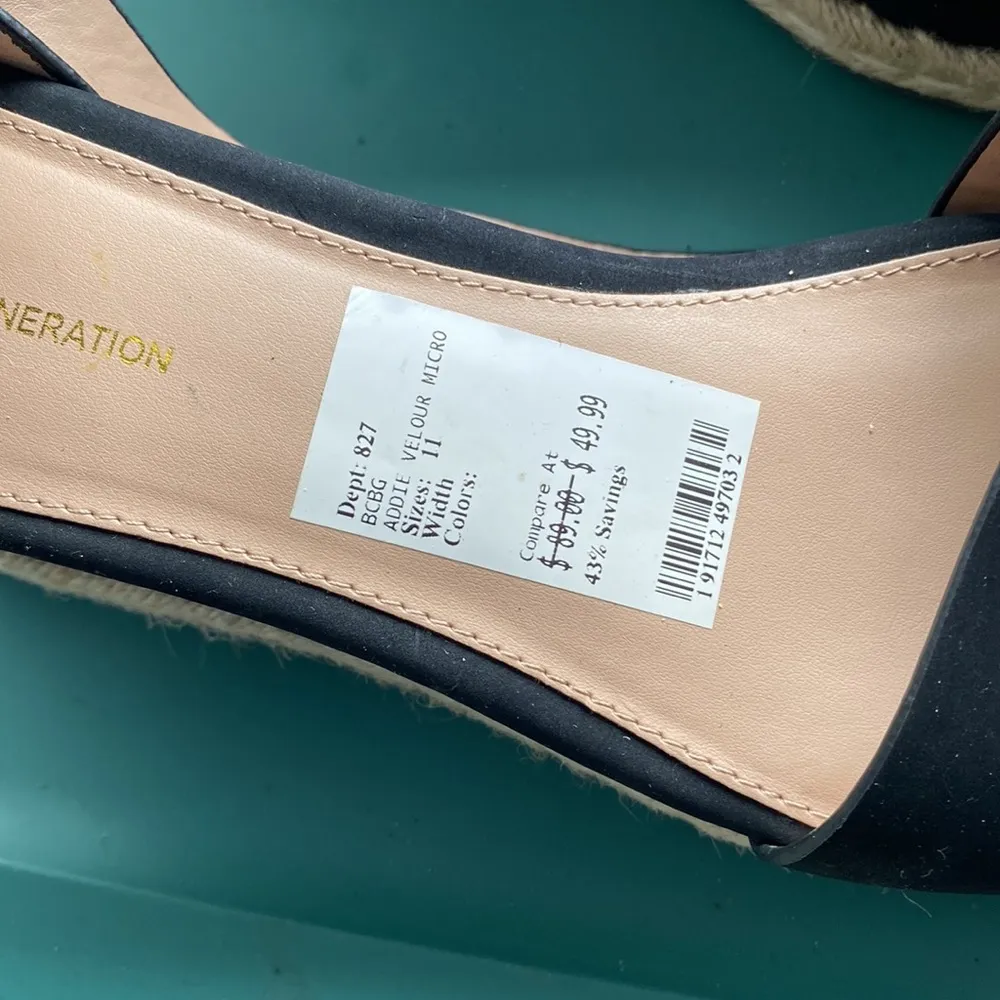 NERATION
Dept: 827
BCBG
ADDIE VELOUR MICRO
Sizes: 11
Width
Colors:
Compare At
$ 89.00 $ 49.99
43% Savings
1 91712 49703 2